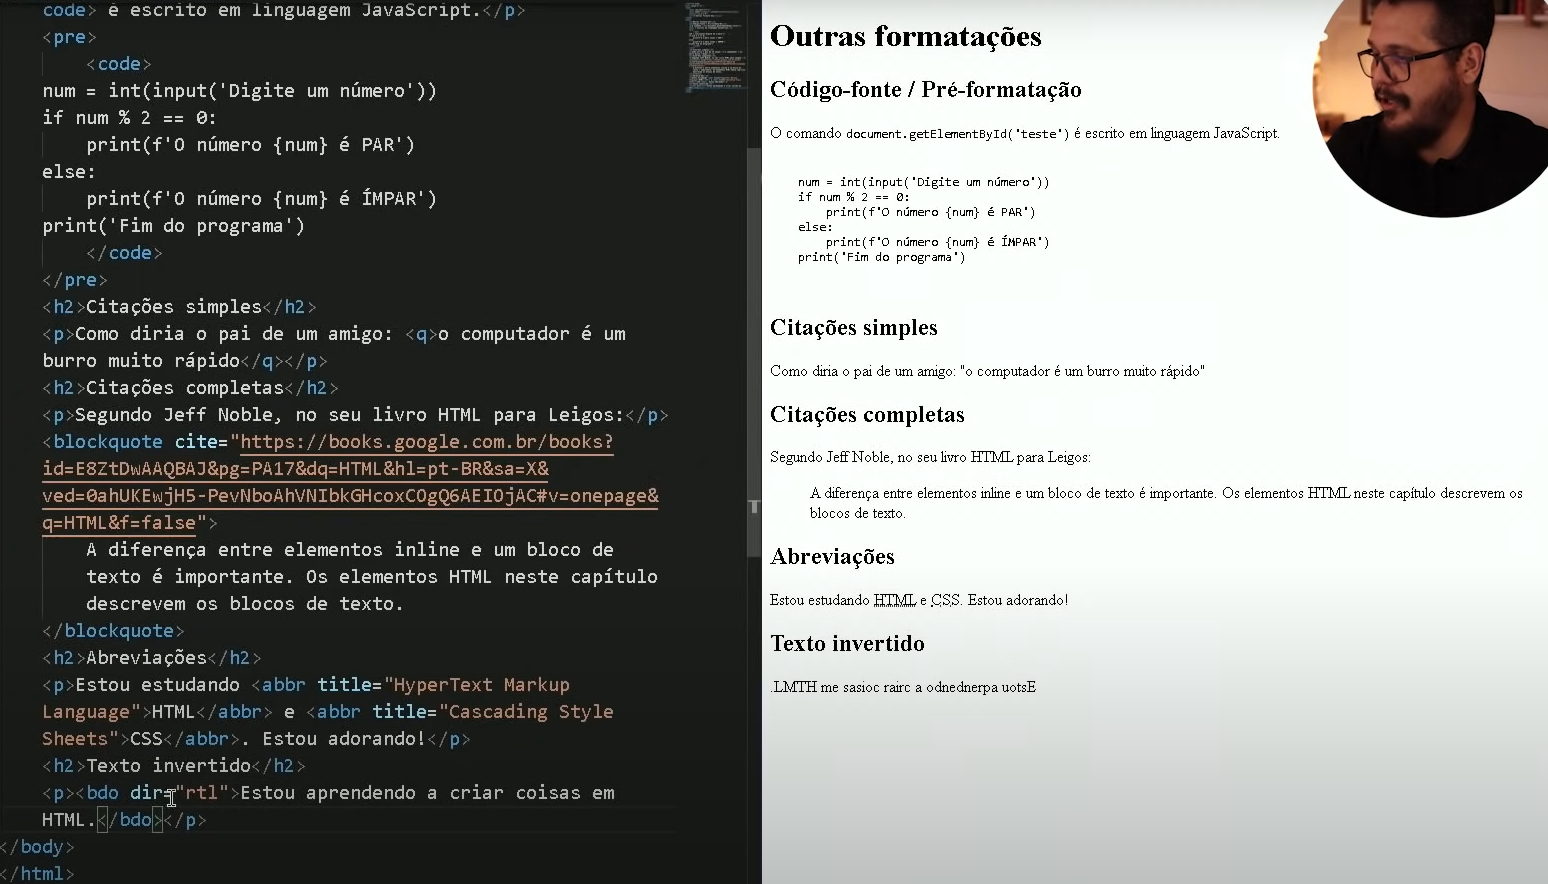 code> é escrito em linguagem JavaScript.</p>
<pre>
<code>
num = int(input('Digite um número'))
if num % 2 == 0:
print(f'O número {num} é PAR')
else:
print(f'O número {num} é ÍMPAR')
print('Fim do programa')
</code>
</pre>
<h2>Citações simples</h2>
<p>Como diria o pai de um amigo: <q>o computador é um
burro muito rápido</q></p>
<h2>Citações completas</h2>
<p>Segundo Jeff Noble, no seu livro HTML para Leigos:</p>
<blockquote cite="https://books.google.com.br/books?
id=E8ZtDwAAQBAJ&pg=PA17&dq=HTML&hl=pt-BR&sa=X&
ved=0ahUKEwjH5-PevNboAhVNIbkGHcoxCOgQ6AEIOjAC#v=onepage&
q=HTML&f=false">
A diferença entre elementos inline e um bloco de
texto é importante. Os elementos HTML neste capítulo
descrevem os blocos de texto.
</blockquote>
<h2>Abreviações</h2>
<p>Estou estudando <abbr title="HyperText Markup
Language">HTML</abbr> e <abbr title="Cascading Style
Sheets">CSS</abbr>. Estou adorando!</p>
<h2>Texto invertido</h2>
<p><bdo dir="rtl">Estou aprendendo a criar coisas em
HTML.</bdo></p>
</body>
</html>
Outras formatações
Código-fonte / Pré-formatação
O comando document.getElementById('teste') é escrito em linguagem JavaScript.
num = int(input('Digite um número'))
if num % 2 == 0:
print(f'O número {num} é PAR')
else:
print(f'O número {num} é ÍMPAR')
print('Fim do programa')
Citações simples
Como diria o pai de um amigo: "o computador é um burro muito rápido"
Citações completas
Segundo Jeff Noble, no seu livro HTML para Leigos:
A diferença entre elementos inline e um bloco de texto é importante. Os elementos HTML neste capítulo descrevem os
blocos de texto.
Abreviações
Estou estudando HTML e CSS. Estou adorando!
Texto invertido
.LMTH me sasioc rairc a odnednerpa uotsE